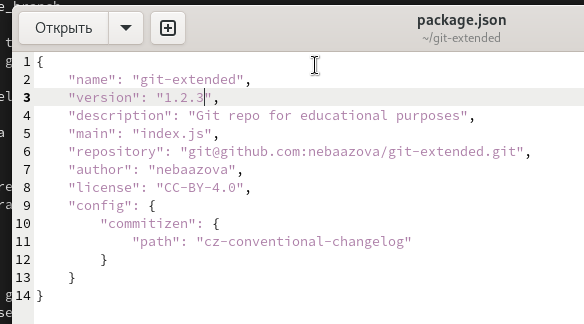 e_branch
Открыть
package.json
~/git-extended
1 {
2 "name": "git-extended",
3 "version": "1.2.3",
4 "description": "Git repo for educational purposes",
5 "main": "index.js",
6 "repository": "git@github.com:nebaazova/git-extended.git",
7 "author": "nebaazova",
8 "license": "CC-BY-4.0",
9 "config": {
10 "commitizen": {
11 "path": "cz-conventional-changelog"
12 }
13 }
14 }